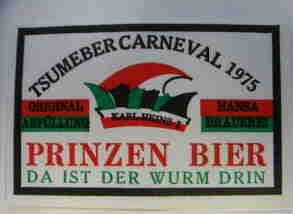 TSUMEBER CARNEVAL 1975
ORIGINAL ABFÜLLUNG
KARL-HEINZ I
HANSA BRAUEREI
PRINZEN BIER
DA IST DER WURM DRIN